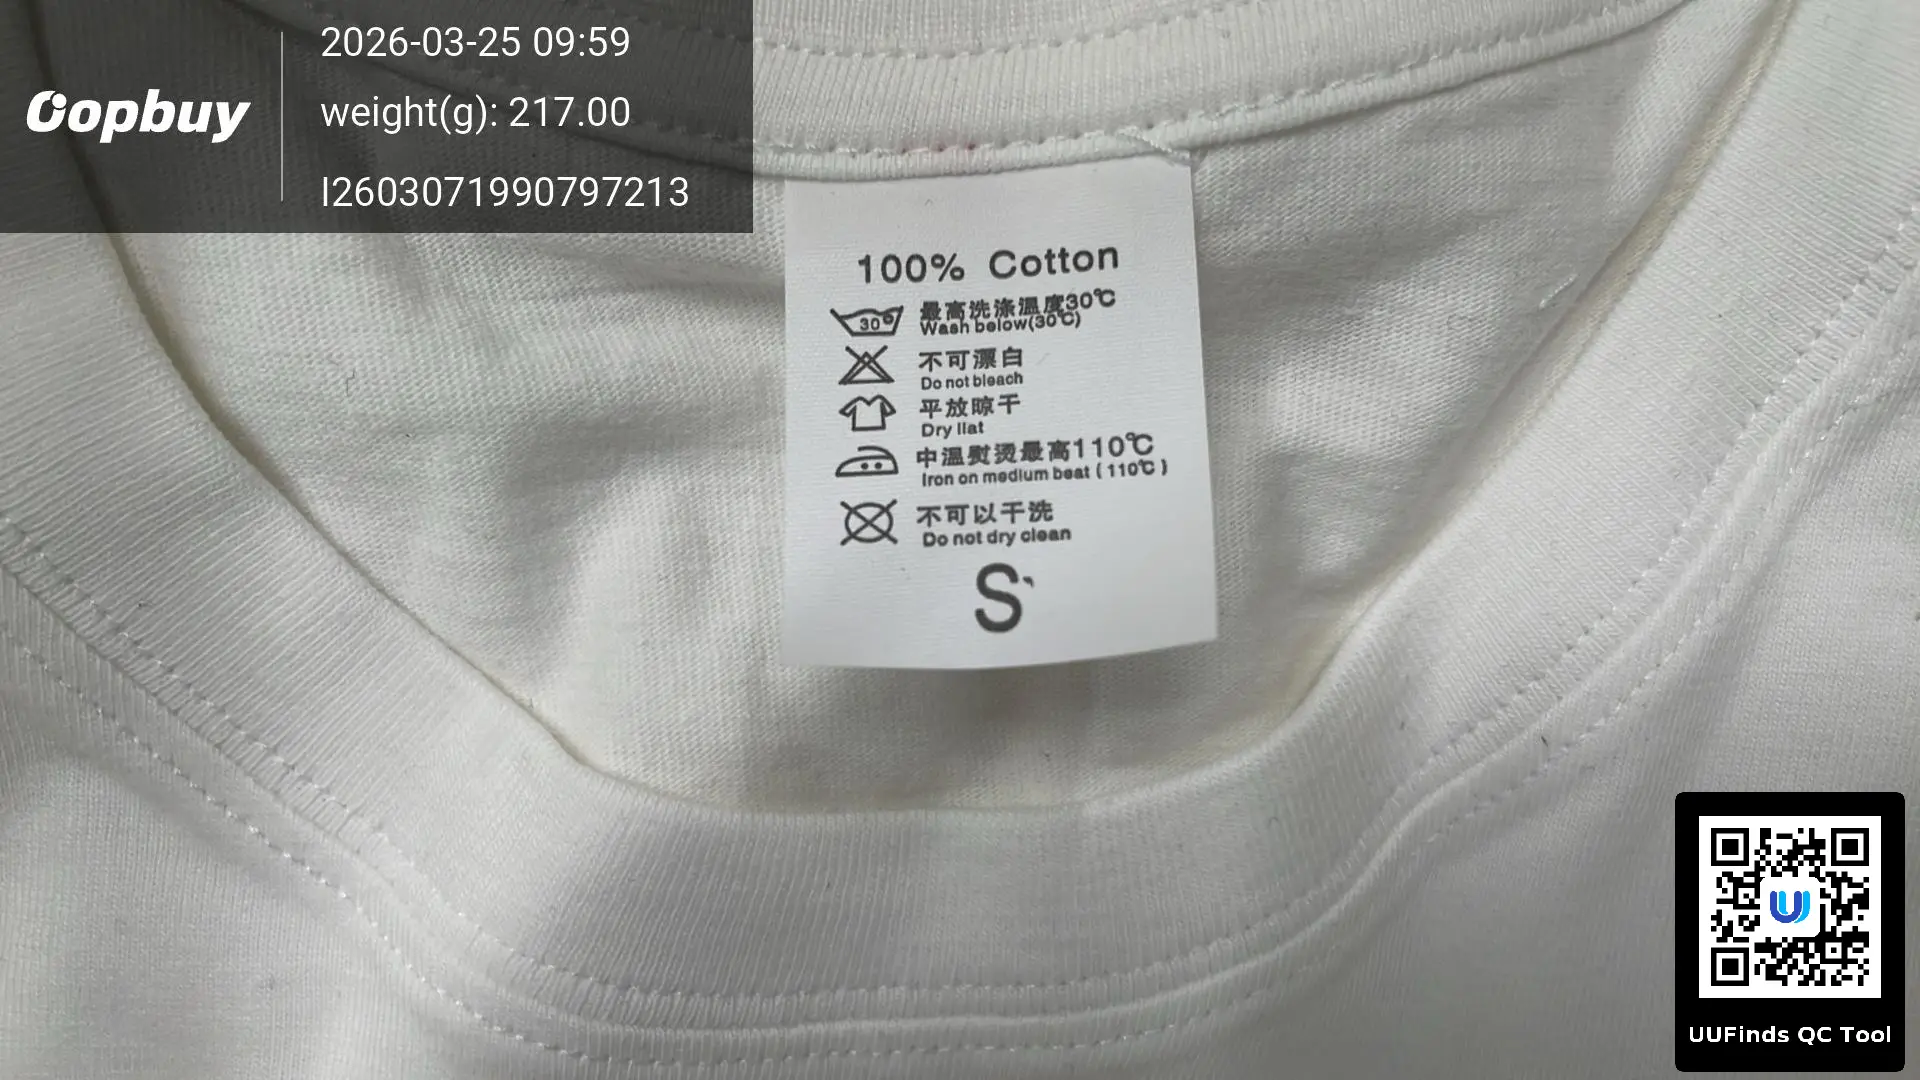 Oopbuy
2026-03-25 09:59
weight(g): 217.00
I2603071990797213
100% Cotton
30°
最高洗涤温度30℃
Wash below(30℃)
不可漂白
Do not bleach
平放晾干
Dry llat
中温熨烫最高110℃
Iron on medium beat (110℃)
不可以干洗
Do not dry clean
S
UUFinds QC Tool